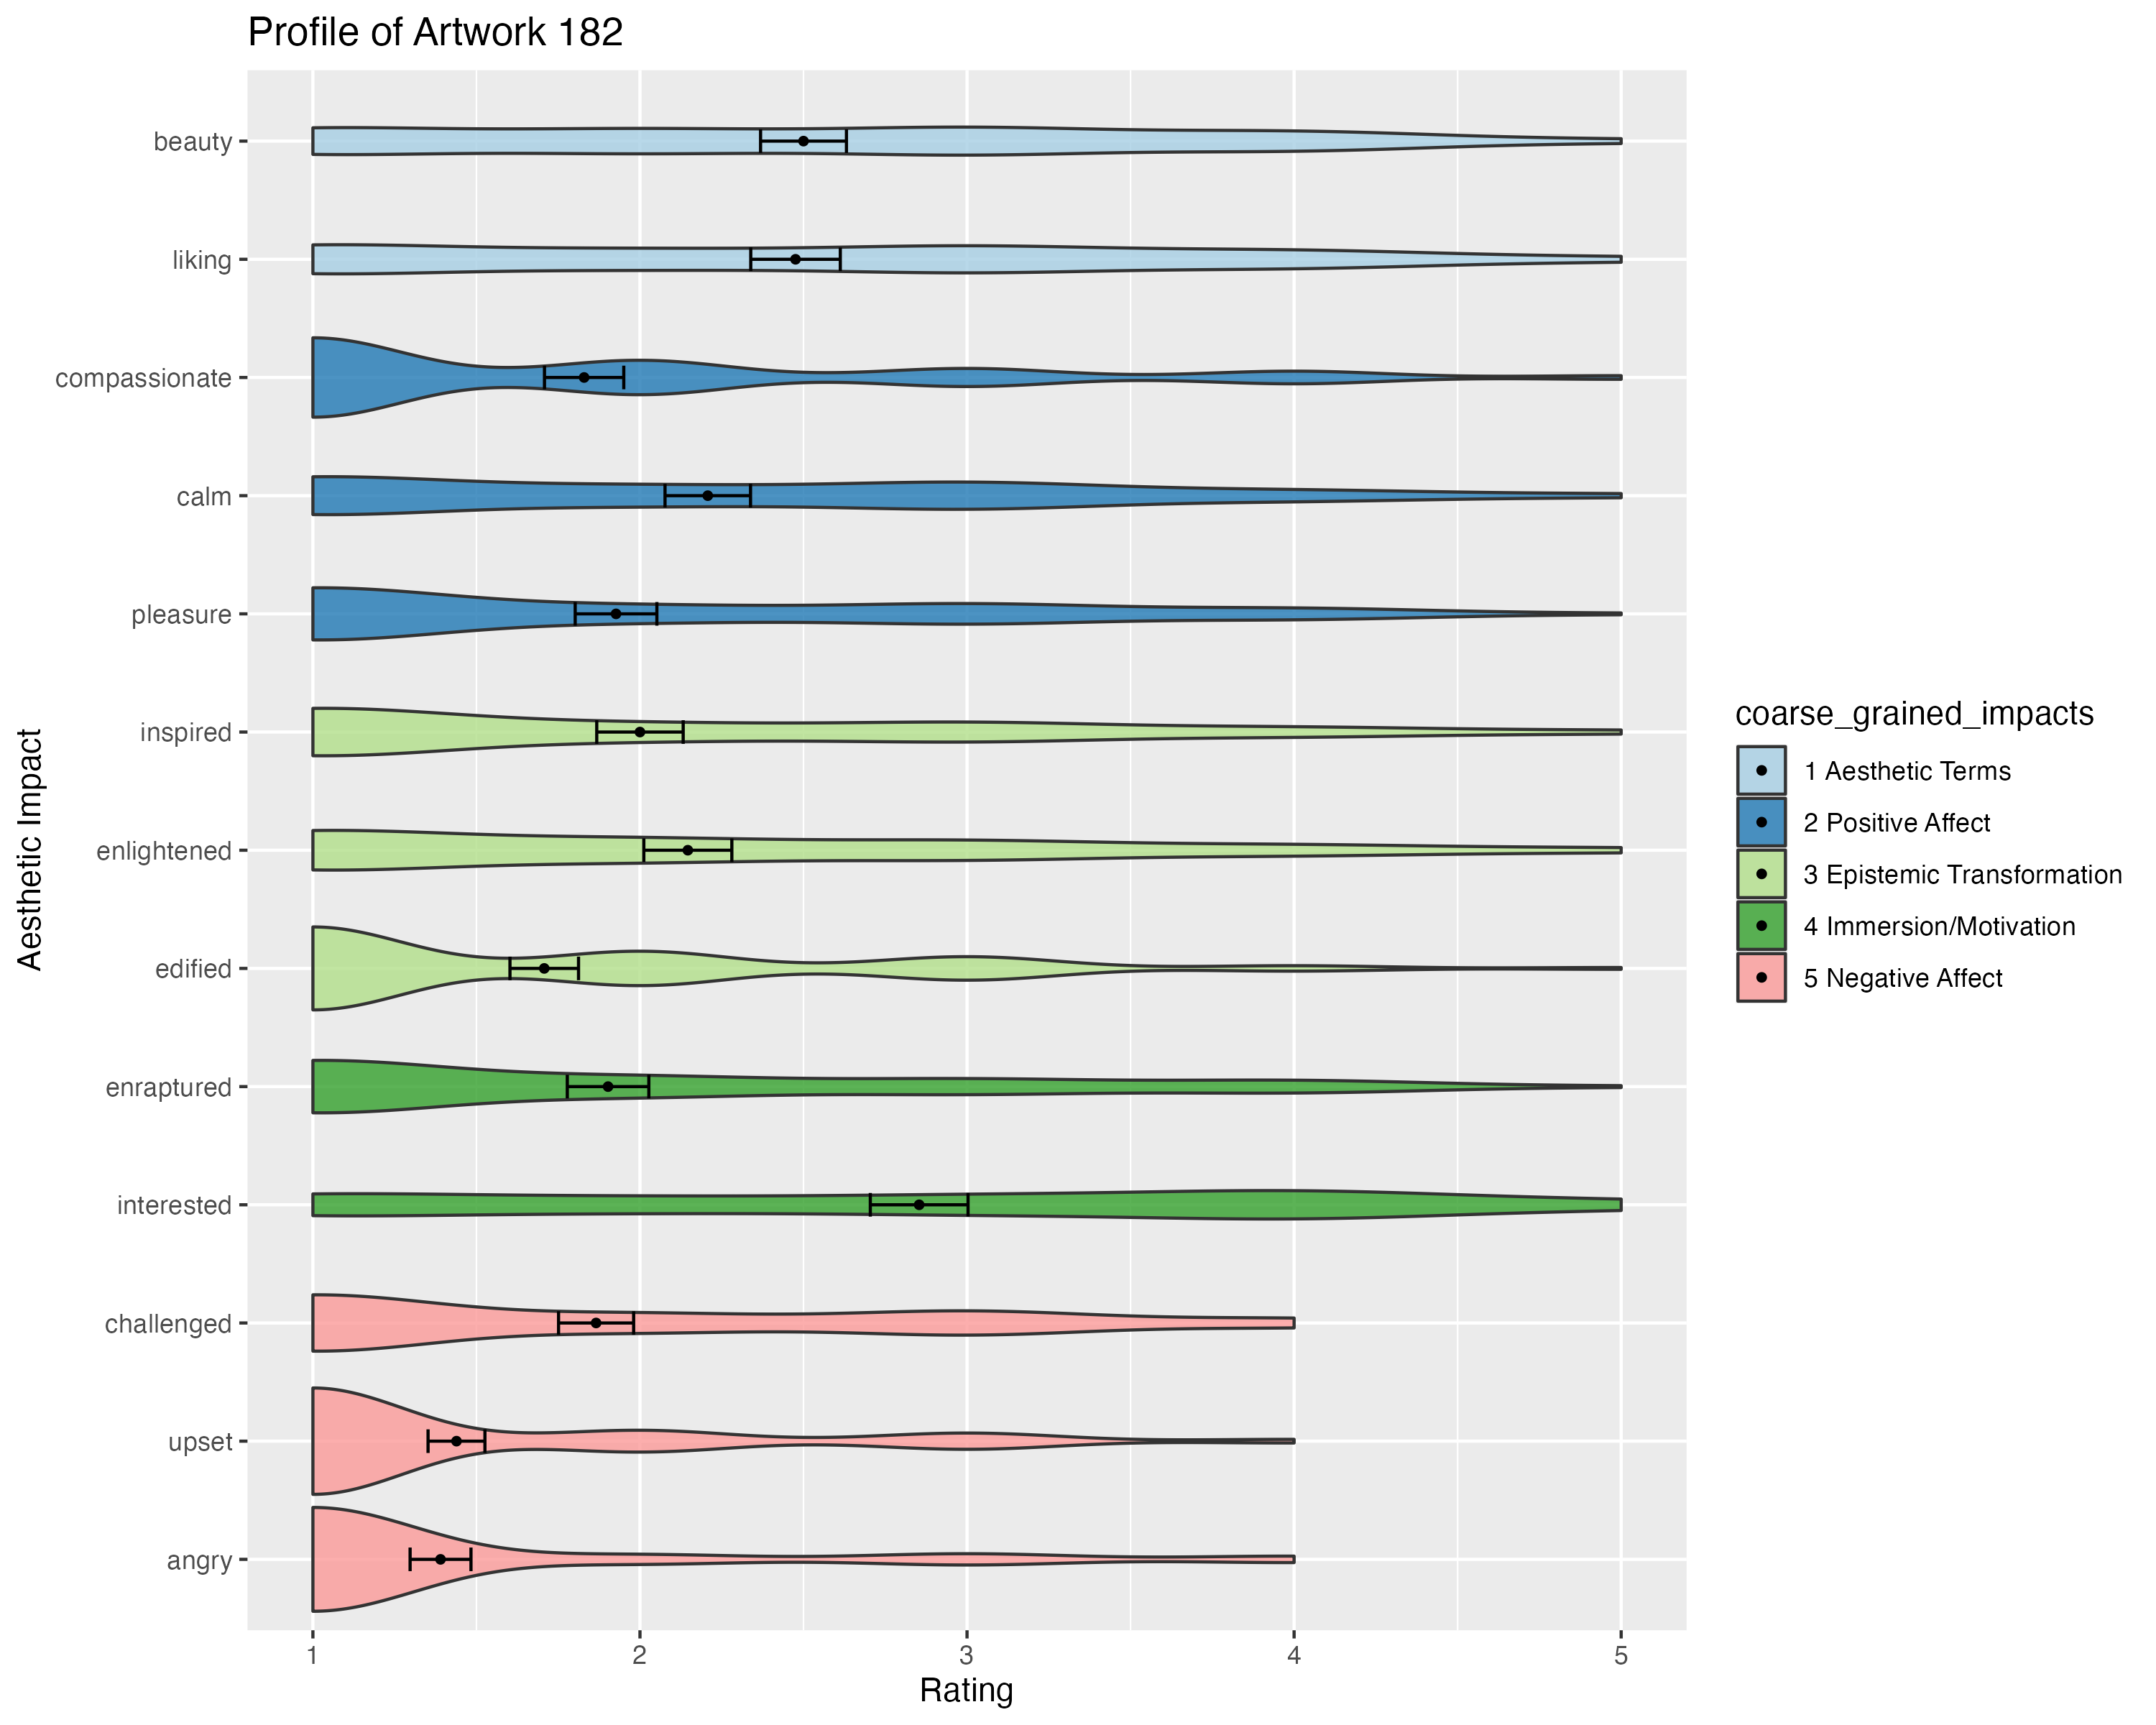 Profile of Artwork 182
Aesthetic Impact
beauty
liking
compassionate
calm
pleasure
inspired
enlightened
edified
enraptured
interested
challenged
upset
angry
1 2 3 4 5
Rating
coarse_grained_impacts
1 Aesthetic Terms
2 Positive Affect
3 Epistemic Transformation
4 Immersion/Motivation
5 Negative Affect